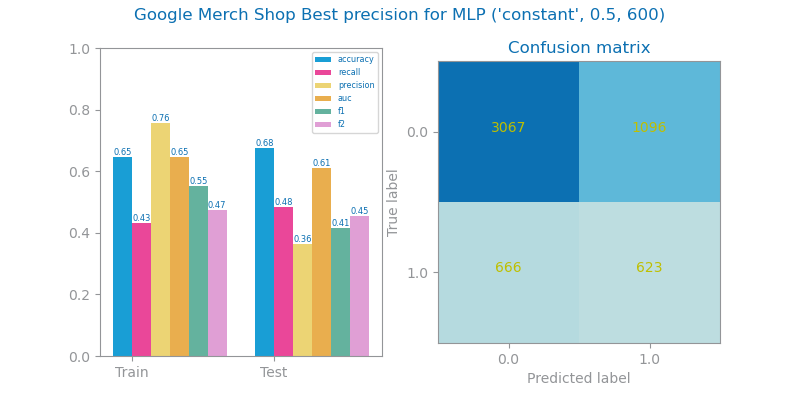 Google Merch Shop Best precision for MLP ('constant', 0.5, 600)
1.0
0.8
0.6
0.4
0.2
0.0
accuracy
recall
precision
auc
f1
f2
0.65
0.43
0.76
0.65
0.55
0.47
0.68
0.48
0.36
0.61
0.41
0.45
Train
Test
Confusion matrix
True label
0.0
3067
1096
1.0
666
623
0.0
1.0
Predicted label